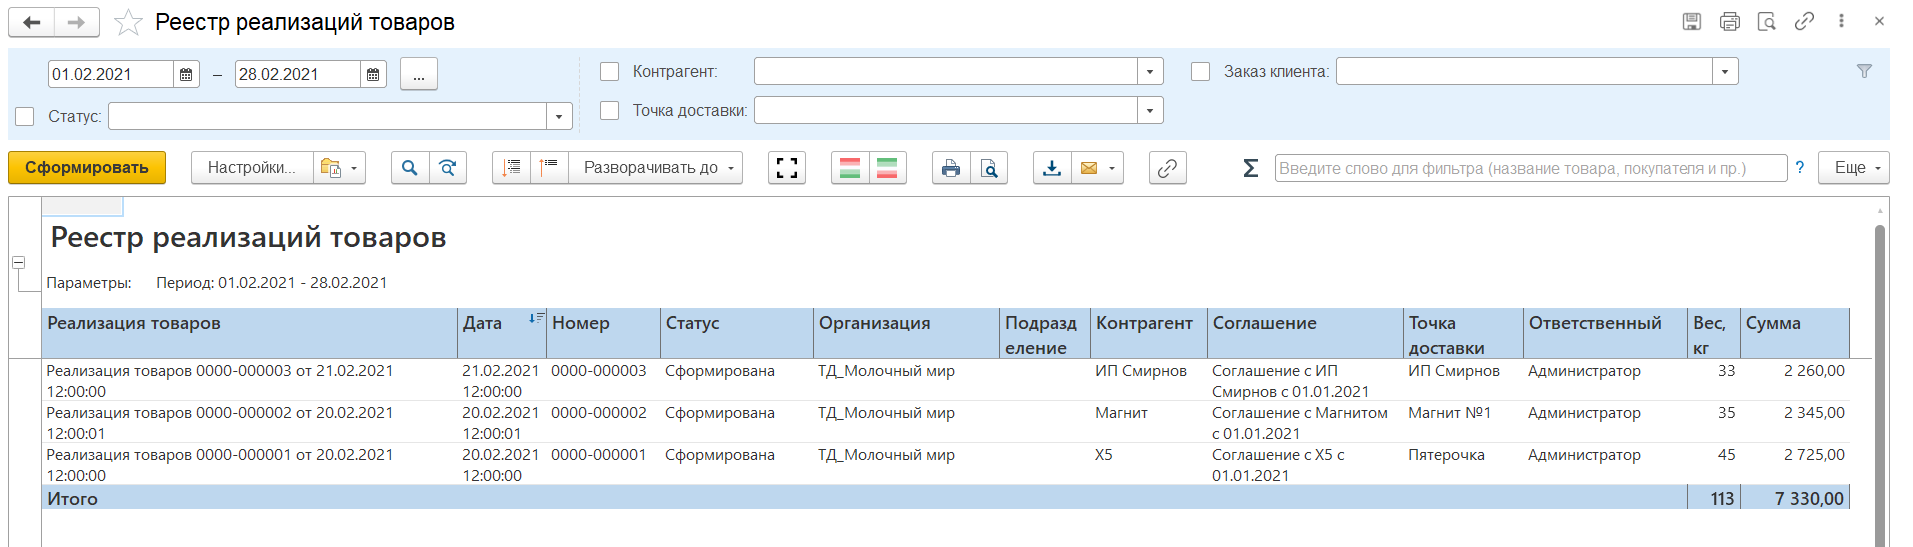 Реестр реализаций товаров
01.02.2021 – 28.02.2021 ... Контрагент: Заказ клиента:
Статус: Точка доставки:
Сформировать Настройки... Разворачивать до Σ Введите слово для фильтра (название товара, покупателя и пр.) ? Еще
Реестр реализаций товаров
Параметры: Период: 01.02.2021 - 28.02.2021
Реализация товаров Дата Номер Статус Организация Подразд Контрагент Соглашение Точка Ответственный Вес, Сумма
еление доставки кг
Реализация товаров 0000-000003 от 21.02.2021 21.02.2021 0000-000003 Сформирована ТД_Молочный мир ИП Смирнов Соглашение с ИП ИП Смирнов Администратор 33 2 260,00
12:00:00 12:00:00 Смирнов с 01.01.2021
Реализация товаров 0000-000002 от 20.02.2021 20.02.2021 0000-000002 Сформирована ТД_Молочный мир Магнит Соглашение с Магнитом Магнит №1 Администратор 35 2 345,00
12:00:01 12:00:01 с 01.01.2021
Реализация товаров 0000-000001 от 20.02.2021 20.02.2021 0000-000001 Сформирована ТД_Молочный мир X5 Соглашение с X5 с Пятерочка Администратор 45 2 725,00
12:00:00 12:00:00 01.01.2021
Итого 113 7 330,00